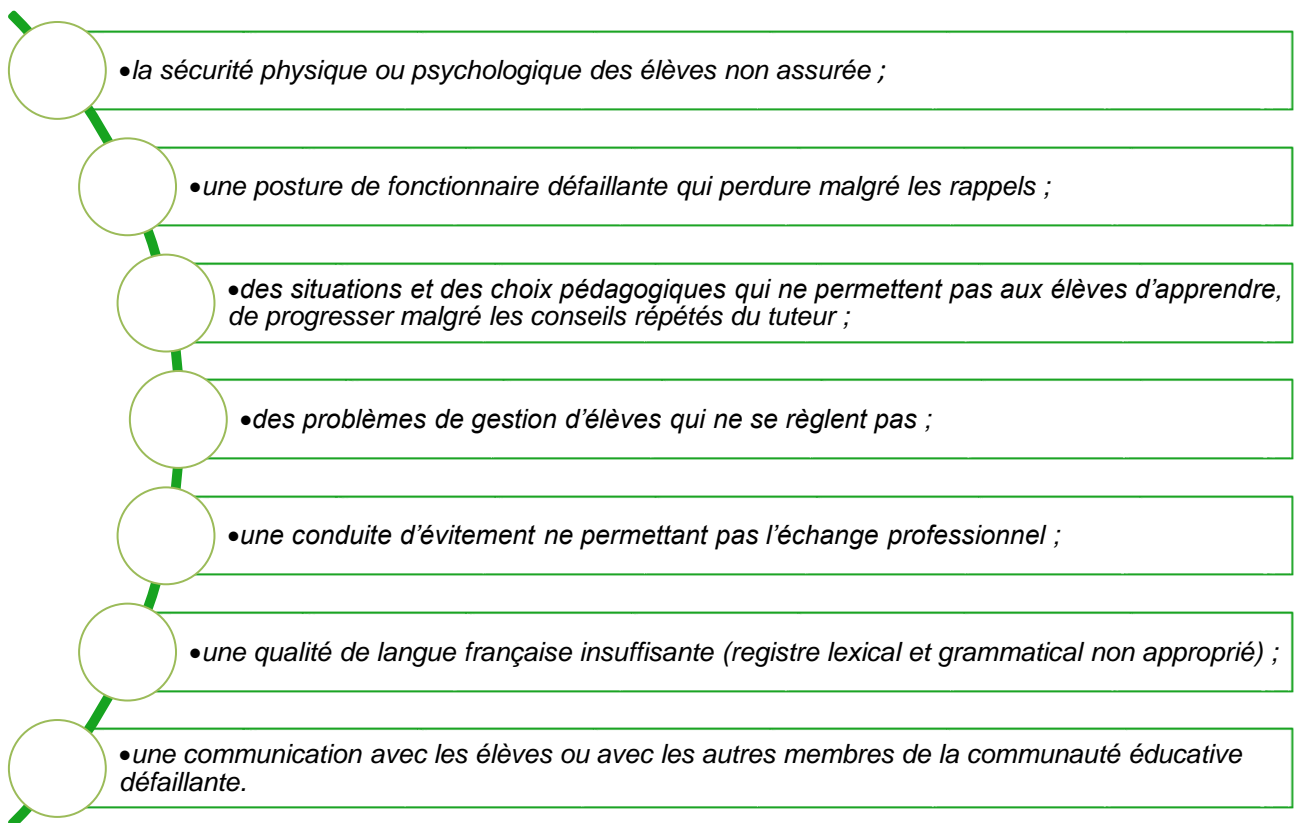 •la sécurité physique ou psychologique des élèves non assurée ;
•une posture de fonctionnaire défaillante qui perdure malgré les rappels ;
•des situations et des choix pédagogiques qui ne permettent pas aux élèves d’apprendre,
de progresser malgré les conseils répétés du tuteur ;
•des problèmes de gestion d’élèves qui ne se règlent pas ;
•une conduite d’évitement ne permettant pas l’échange professionnel ;
•une qualité de langue française insuffisante (registre lexical et grammatical non approprié) ;
•une communication avec les élèves ou avec les autres membres de la communauté éducative
défaillante.